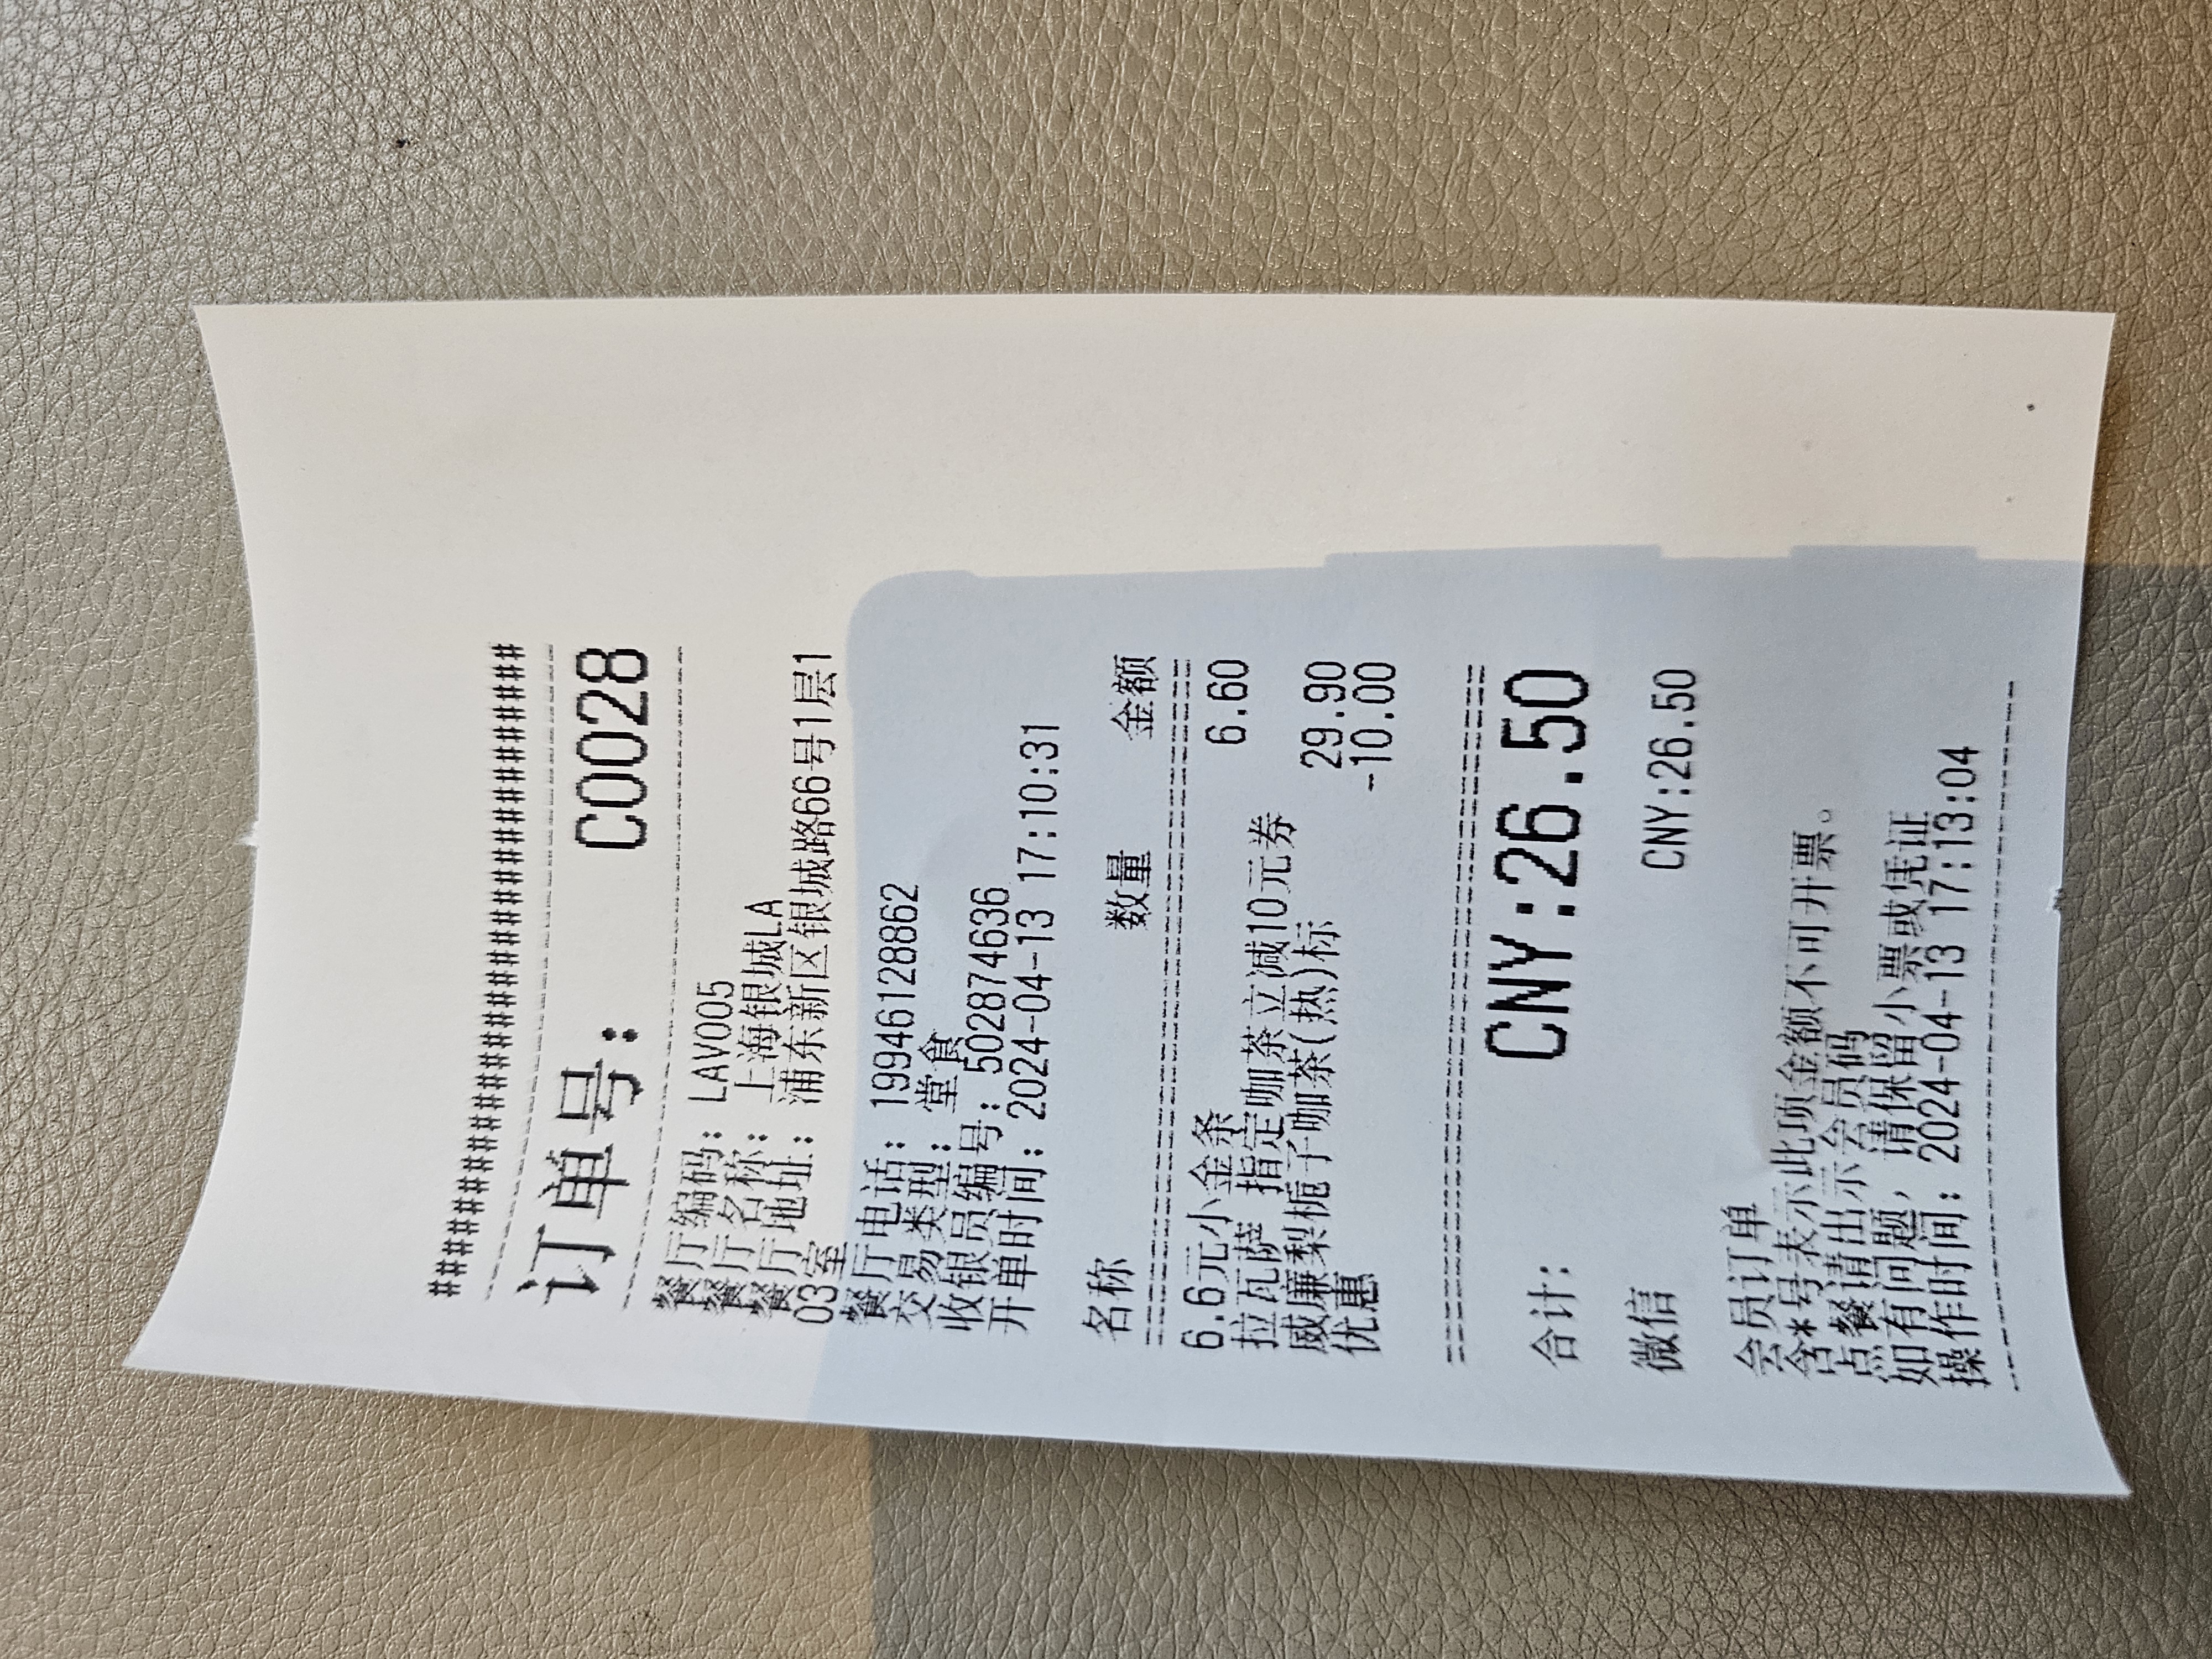 ########################################
订单号: C0028
餐厅编码: LAV005
餐厅名称: 上海银城LA
餐厅地址: 浦东新区银城路66号1层1
03室
餐厅电话: 19946128862
交易类型: 堂食
收银员编号: 502874636
开单时间: 2024-04-13 17:10:31
名称 数量 金额
6.6元小金条 6.60
拉瓦萨 指定咖茶立减10元券
威廉梨栀子咖茶(热)标 29.90
优惠 -10.00
合计: CNY:26.50
微信 CNY:26.50
会员订单
含*号表示此项金额不可开票。
点餐请出示会员码
如有问题, 请保留小票或凭证
操作时间: 2024-04-13 17:13:04